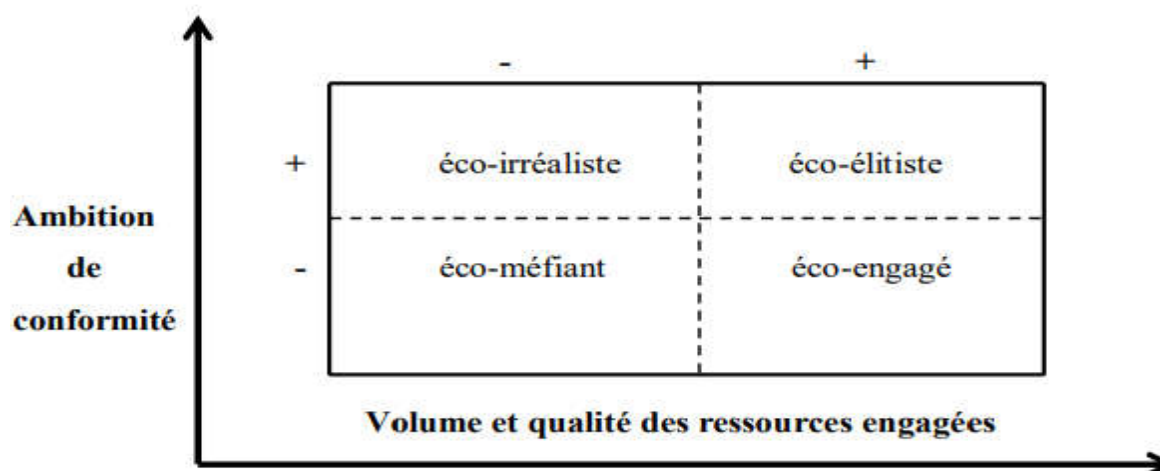 - +
+ éco-irréaliste éco-élitiste
Ambition
de
conformité
- éco-méfiant éco-engagé
Volume et qualité des ressources engagées